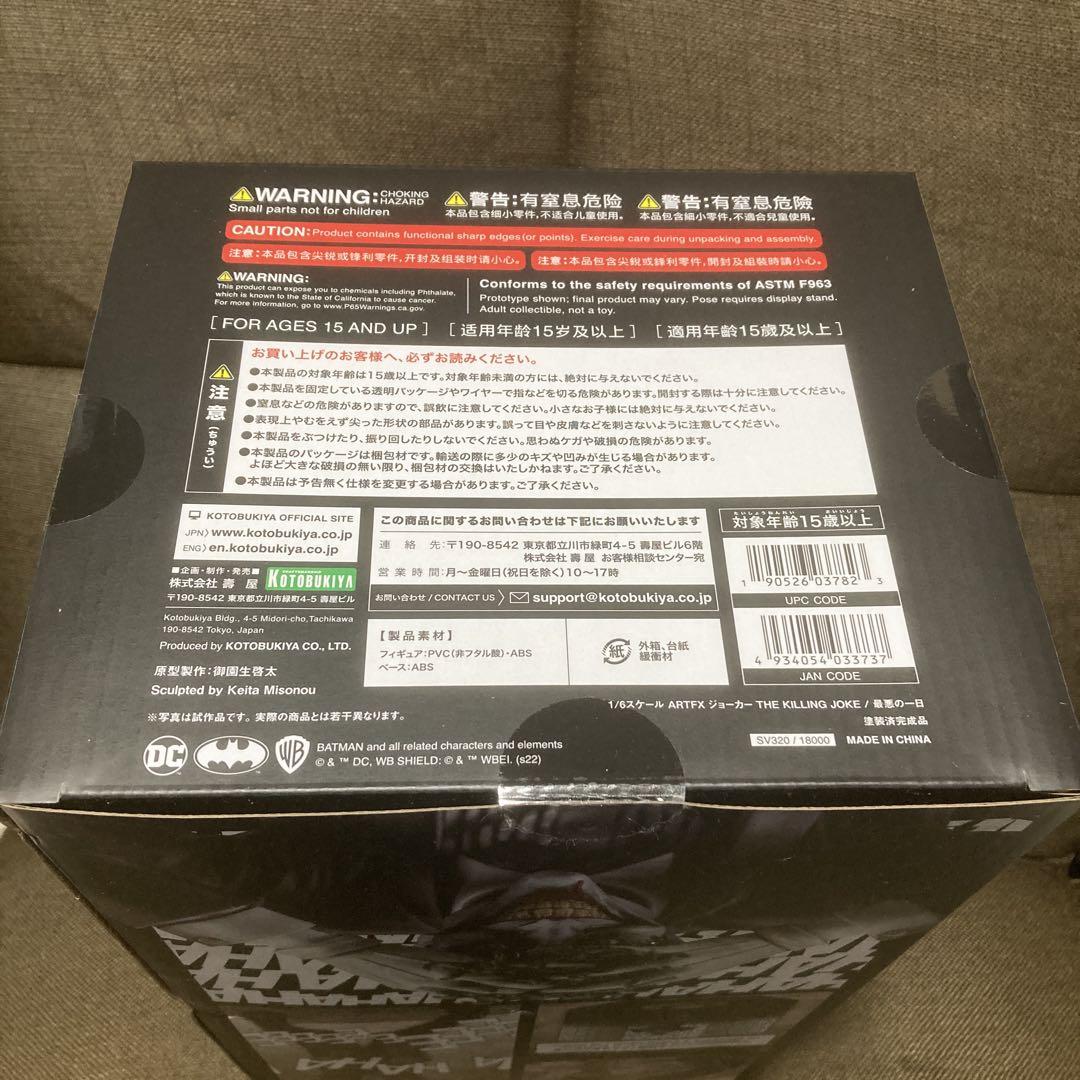 ⚠WARNING: CHOKING HAZARD
Small parts not for children
⚠警告:有窒息危险
本品包含细小零件,不适合儿童使用。
⚠警告:有窒息危險
本品包含細小零件,不適合兒童使用。
CAUTION: Product contains functional sharp edges (or points). Exercise care during unpacking and assembly.
注意:本品包含尖锐或锋利零件,开封及组装时请小心。
注意:本品包含尖銳或鋒利零件,開封及組裝時請小心。
⚠WARNING:
This product can expose you to chemicals including Phthalate,
which is known to the State of California to cause cancer.
For more information, go to www.P65Warnings.ca.gov.
Conforms to the safety requirements of ASTM F963
Prototype shown; final product may vary. Pose requires display stand.
Adult collectible, not a toy.
[FOR AGES 15 AND UP] [适用年龄15岁及以上] [適用年齡15歲及以上]
⚠注意(ちゅうい)
お買い上げのお客様へ、必ずお読みください。
●本製品の対象年齢は15歳以上です。対象年齢未満の方には、絶対に与えないでください。
●本製品を固定している透明パッケージやワイヤーで指などを切る危険があります。開封する際は十分に注意してください。
●窒息などの危険がありますので、誤飲に注意してください。小さなお子様には絶対に与えないでください。
●表現上やむをえず尖った形状の部品があります。誤って目や皮膚などを刺さないように注意してください。
●本製品をぶつけたり、振り回したりしないでください。思わぬケガや破損の危険があります。
●本製品のパッケージは梱包材です。輸送の際に多少のキズや凹みが生じる場合があります。
よほど大きな破損の無い限り、梱包材の交換はいたしかねます。ご了承ください。
●本製品は予告無く仕様を変更する場合があります。ご了承ください。
KOTOBUKIYA OFFICIAL SITE
JPN〉www.kotobukiya.co.jp
ENG〉en.kotobukiya.co.jp
■企画・制作・発売■
株式会社 壽 屋
CRAFTSMANSHIP
KOTOBUKIYA
〒190-8542 東京都立川市緑町4-5 壽屋ビル
Kotobukiya Bldg., 4-5 Midori-cho,Tachikawa
190-8542 Tokyo, Japan
Produced by KOTOBUKIYA CO., LTD.
原型製作:御園生啓太
Sculpted by Keita Misonou
この商品に関するお問い合わせは下記にお願いいたします
連 絡 先:〒190-8542 東京都立川市緑町4-5 壽屋ビル6階
株式会社 壽 屋 お客様相談センター宛
営業時間:月〜金曜日(祝日を除く)10〜17時
お問い合わせ / CONTACT US 〉 support@kotobukiya.co.jp
【製品素材】
フィギュア:PVC(非フタル酸)・ABS
ベース:ABS
紙
外箱、台紙
緩衝材
たいしょうねんれい さいいじょう
対象年齢15歳以上
1 90526 03782 3
UPC CODE
4 934054 033737
JAN CODE
1/6スケール ARTFX ジョーカー THE KILLING JOKE / 最悪の一日
塗装済完成品
SV320 / 18000 MADE IN CHINA
※写真は試作品です。実際の商品とは若干異なります。
DC
WB
BATMAN and all related characters and elements
© & ™ DC, WB SHIELD: © & ™ WBEI. (s22)